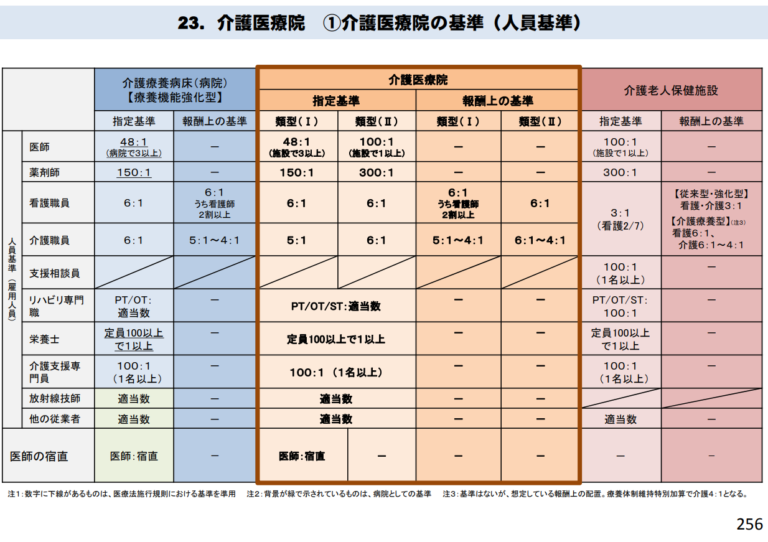 23．介護医療院　①介護医療院の基準（人員基準）
介護療養病床（病院）
【療養機能強化型】
介護医療院
介護老人保健施設
指定基準
報酬上の基準
指定基準
報酬上の基準
指定基準
報酬上の基準
類型（Ⅰ）
類型（Ⅱ）
類型（Ⅰ）
類型（Ⅱ）
人員基準（雇用人員）
医師
48：1
（病院で3以上）
－
48：1
（施設で3以上）
100：1
（施設で1以上）
－
－
100：1
（施設で1以上）
－
薬剤師
150：1
－
150：1
300：1
－
－
300：1
－
看護職員
6：1
6：1
うち看護師
2割以上
6：1
6：1
6：1
うち看護師
2割以上
6：1
3：1
（看護2/7）
【従来型・強化型】
看護・介護3：1
【介護療養型】（注3）
看護6：1、
介護6：1～4：1
介護職員
6：1
5：1～4：1
5：1
6：1
5：1～4：1
6：1～4：1
支援相談員
100：1
（1名以上）
－
リハビリ専門
職
PT/OT：
適当数
－
PT/OT/ST：適当数
－
－
PT/OT/ST：
100：1
－
栄養士
定員100以上
で1以上
－
定員100以上で1以上
－
－
定員100以上
で1以上
－
介護支援専
門員
100：1
（1名以上）
－
100：1 （1名以上）
－
－
100：1
（1名以上）
－
放射線技師
適当数
－
適当数
－
－
他の従業者
適当数
－
適当数
－
－
適当数
－
医師の宿直
医師：宿直
－
医師：宿直
－
－
－
－
－
注1：数字に下線があるものは、医療法施行規則における基準を準用　注2：背景が緑で示されているものは、病院としての基準　注3：基準はないが、想定している報酬上の配置。療養体制維持特別加算で介護4：1となる。
256